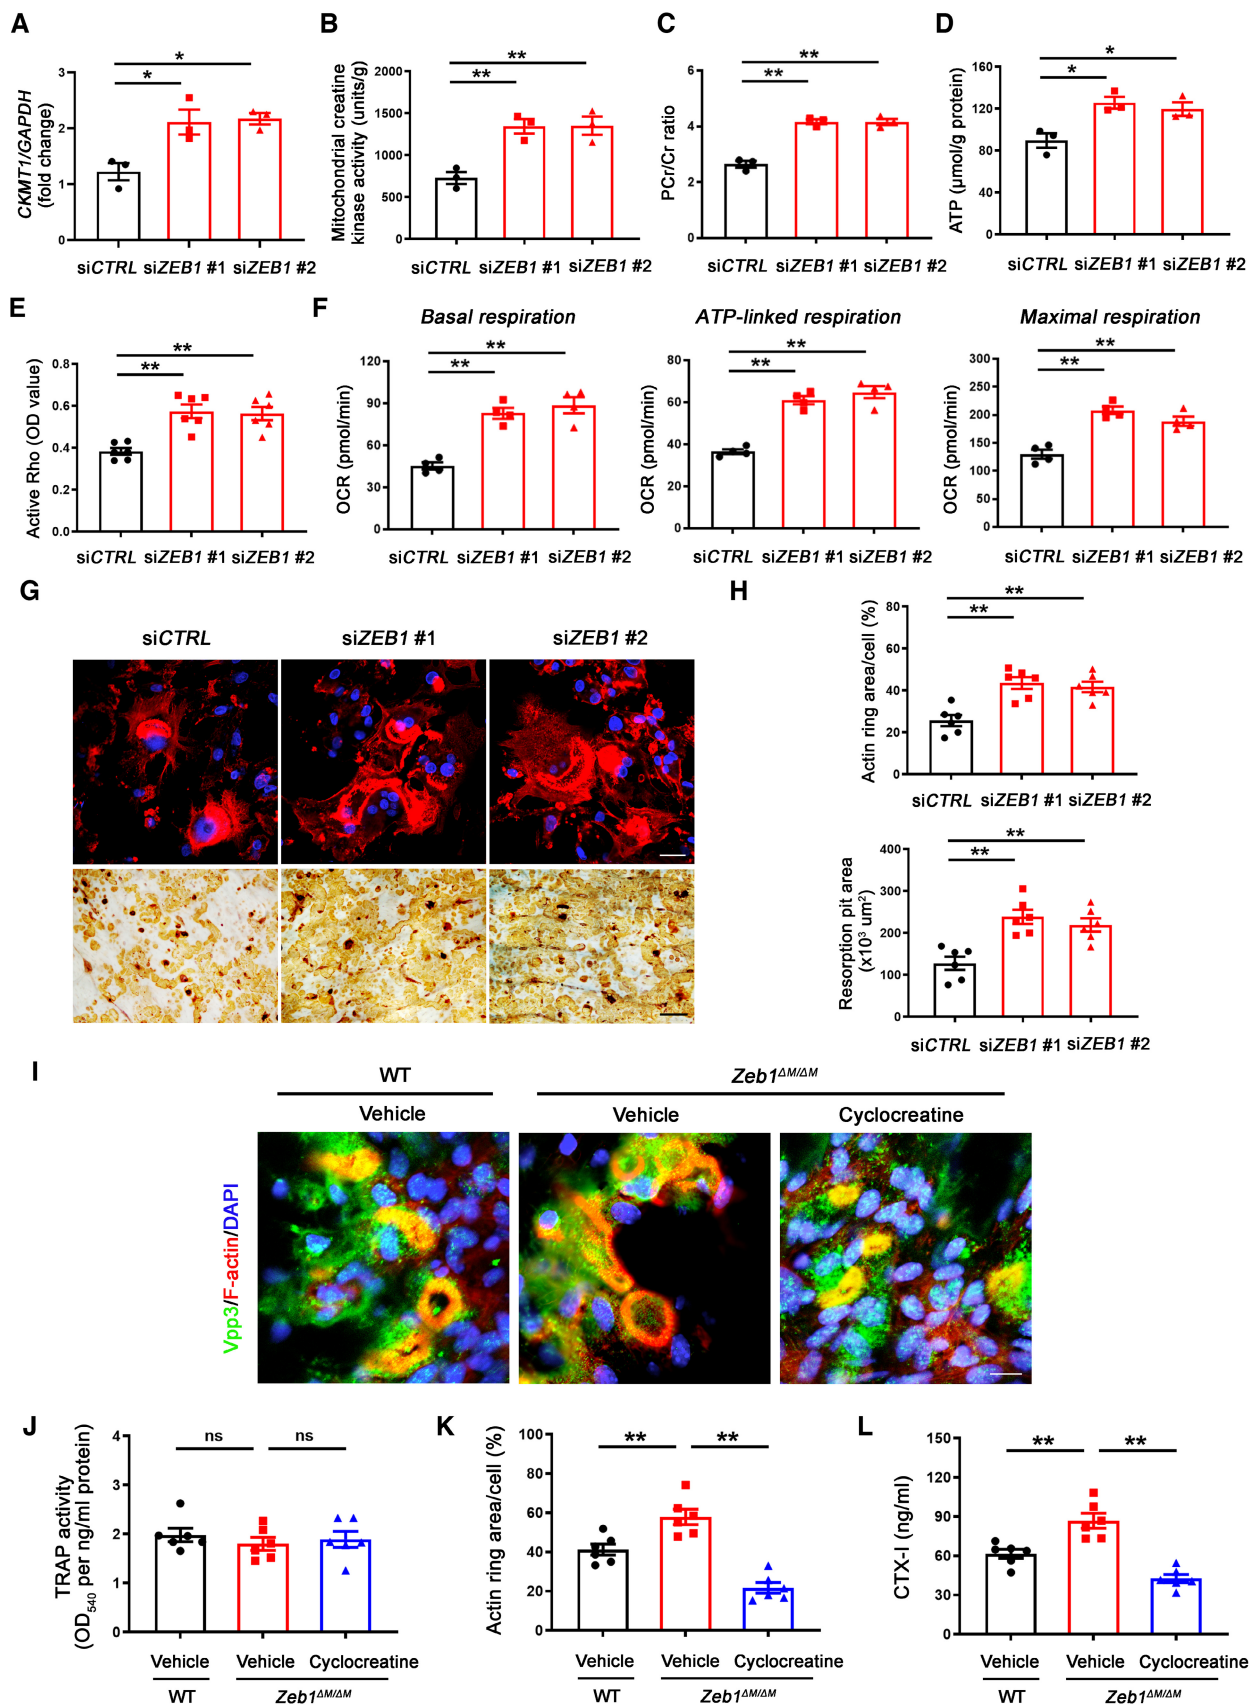 A
CKMT1/GAPDH
(fold change)
3
2
1
0
*
*
siCTRL siZEB1 #1 siZEB1 #2
B
Mitochondrial creatine
kinase activity (units/g)
2000
1500
1000
500
0
**
**
siCTRL siZEB1 #1 siZEB1 #2
C
PCr/Cr ratio
6
4
2
0
**
**
siCTRL siZEB1 #1 siZEB1 #2
D
ATP (μmol/g protein)
160
120
80
40
0
*
*
siCTRL siZEB1 #1 siZEB1 #2
E
Active Rho (OD value)
0.8
0.6
0.4
0.2
0.0
**
**
siCTRL siZEB1 #1 siZEB1 #2
F
Basal respiration
OCR (pmol/min)
120
90
60
30
0
**
**
siCTRL siZEB1 #1 siZEB1 #2
ATP-linked respiration
OCR (pmol/min)
80
60
40
20
0
**
**
siCTRL siZEB1 #1 siZEB1 #2
Maximal respiration
OCR (pmol/min)
300
250
200
150
100
50
0
**
**
siCTRL siZEB1 #1 siZEB1 #2
G
siCTRL siZEB1 #1 siZEB1 #2
H
Actin ring area/cell (%)
80
60
40
20
0
**
**
siCTRL siZEB1 #1 siZEB1 #2
Resorption pit area
(x10³ um²)
400
300
200
100
0
**
**
siCTRL siZEB1 #1 siZEB1 #2
I
WT Zeb1^ΔM/ΔM
Vehicle Vehicle Cyclocreatine
Vpp3/F-actin/DAPI
J
TRAP activity
(OD₅₄₀ per ng/ml protein)
4
3
2
1
0
ns ns
Vehicle Vehicle Cyclocreatine
WT Zeb1^ΔM/ΔM
K
Actin ring area/cell (%)
100
80
60
40
20
0
** **
Vehicle Vehicle Cyclocreatine
WT Zeb1^ΔM/ΔM
L
CTX-I (ng/ml)
150
120
90
60
30
0
** **
Vehicle Vehicle Cyclocreatine
WT Zeb1^ΔM/ΔM